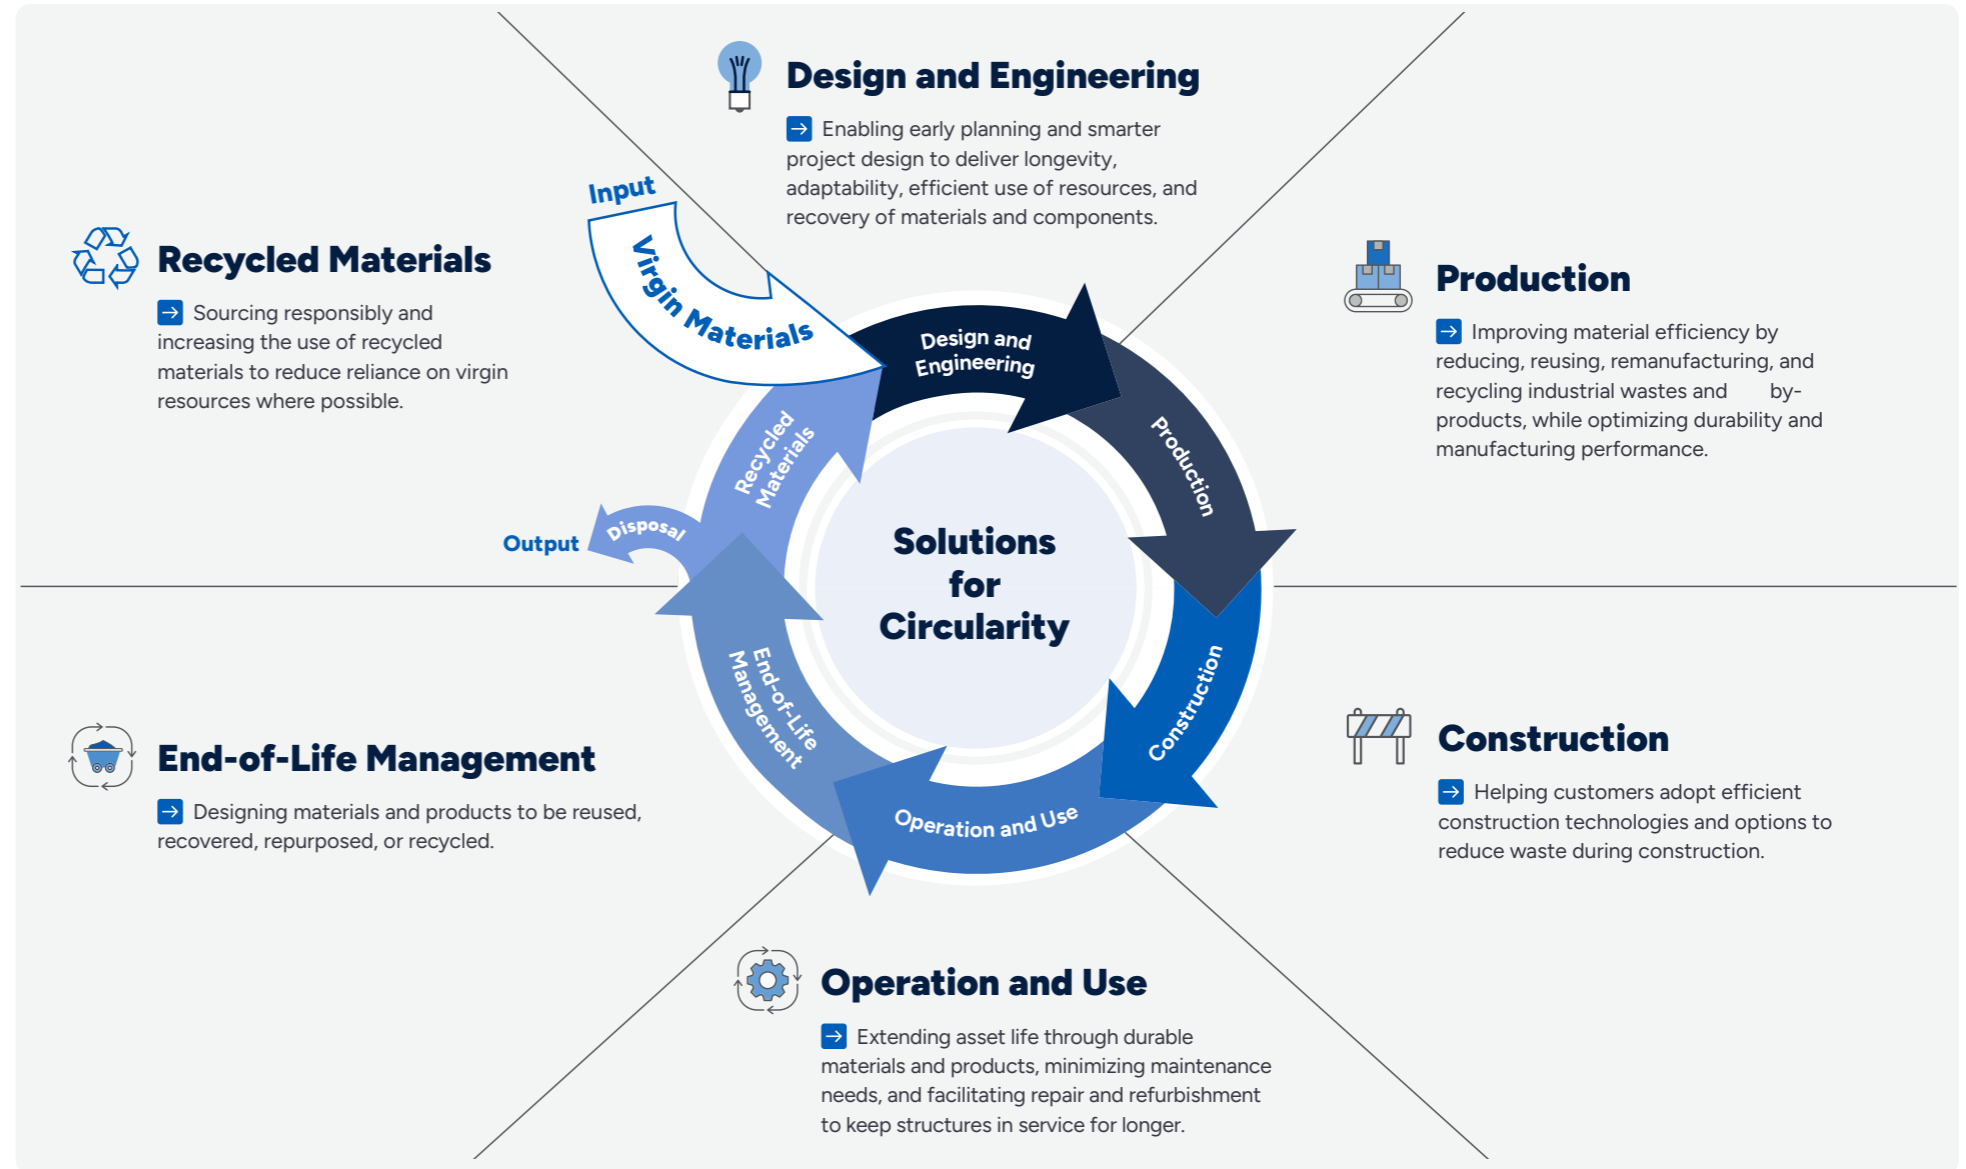 Design and Engineering
Enabling early planning and smarter
project design to deliver longevity,
adaptability, efficient use of resources, and
recovery of materials and components.
Production
Improving material efficiency by
reducing, reusing, remanufacturing, and
recycling industrial wastes and by-
products, while optimizing durability and
manufacturing performance.
Construction
Helping customers adopt efficient
construction technologies and options to
reduce waste during construction.
Operation and Use
Extending asset life through durable
materials and products, minimizing maintenance
needs, and facilitating repair and refurbishment
to keep structures in service for longer.
End-of-Life Management
Designing materials and products to be reused,
recovered, repurposed, or recycled.
Recycled Materials
Sourcing responsibly and
increasing the use of recycled
materials to reduce reliance on virgin
resources where possible.
Input
Virgin Materials
Design and
Engineering
Production
Construction
Operation and Use
End-of-Life
Management
Recycled
Materials
Disposal
Output
Solutions
for
Circularity